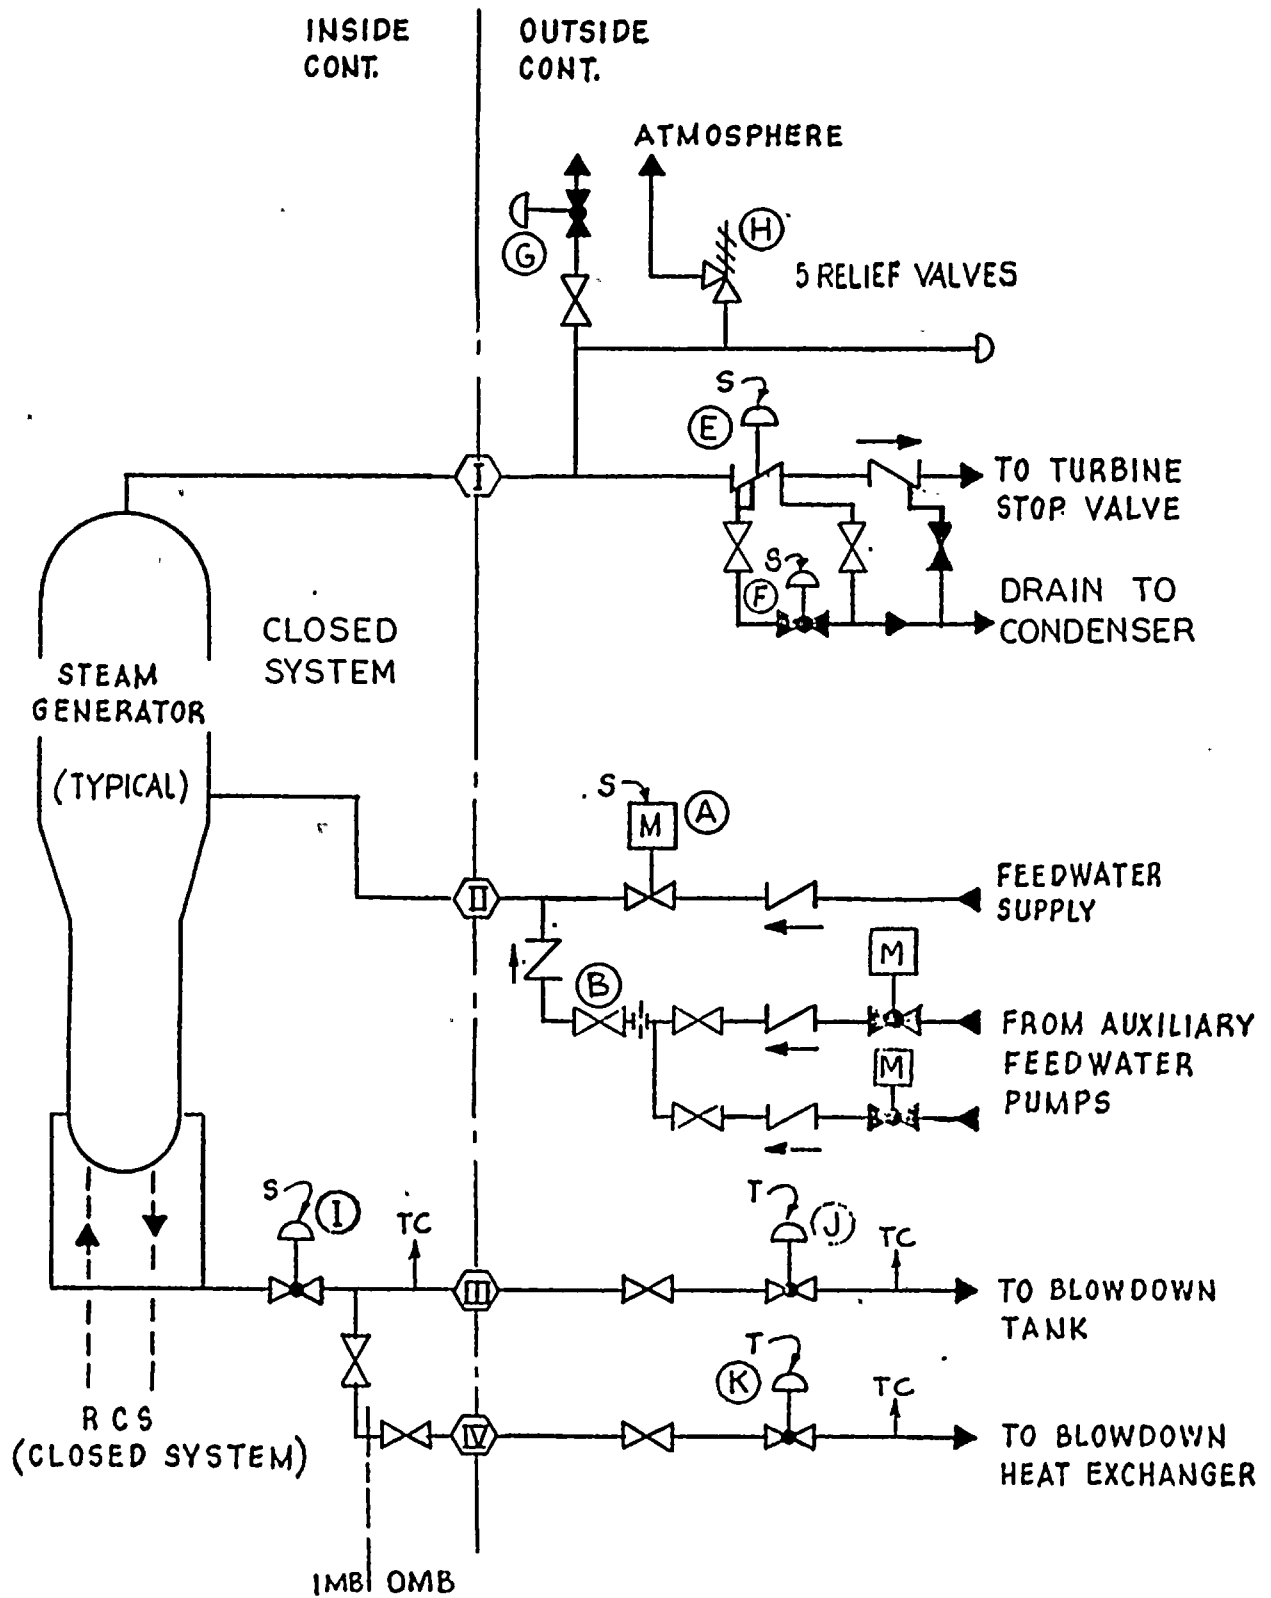 INSIDE
CONT.
OUTSIDE
CONT.
ATMOSPHERE
G
H
5 RELIEF VALVES
S
E
I
TO TURBINE
STOP VALVE
S
F
DRAIN TO
CONDENSER
CLOSED
SYSTEM
STEAM
GENERATOR
(TYPICAL)
S
M
A
II
FEEDWATER
SUPPLY
M
B
FROM AUXILIARY
FEEDWATER
PUMPS
M
S
I
TC
III
T
J
TC
TO BLOWDOWN
TANK
T
K
TC
IV
TO BLOWDOWN
HEAT EXCHANGER
RCS
(CLOSED SYSTEM)
IMB OMB